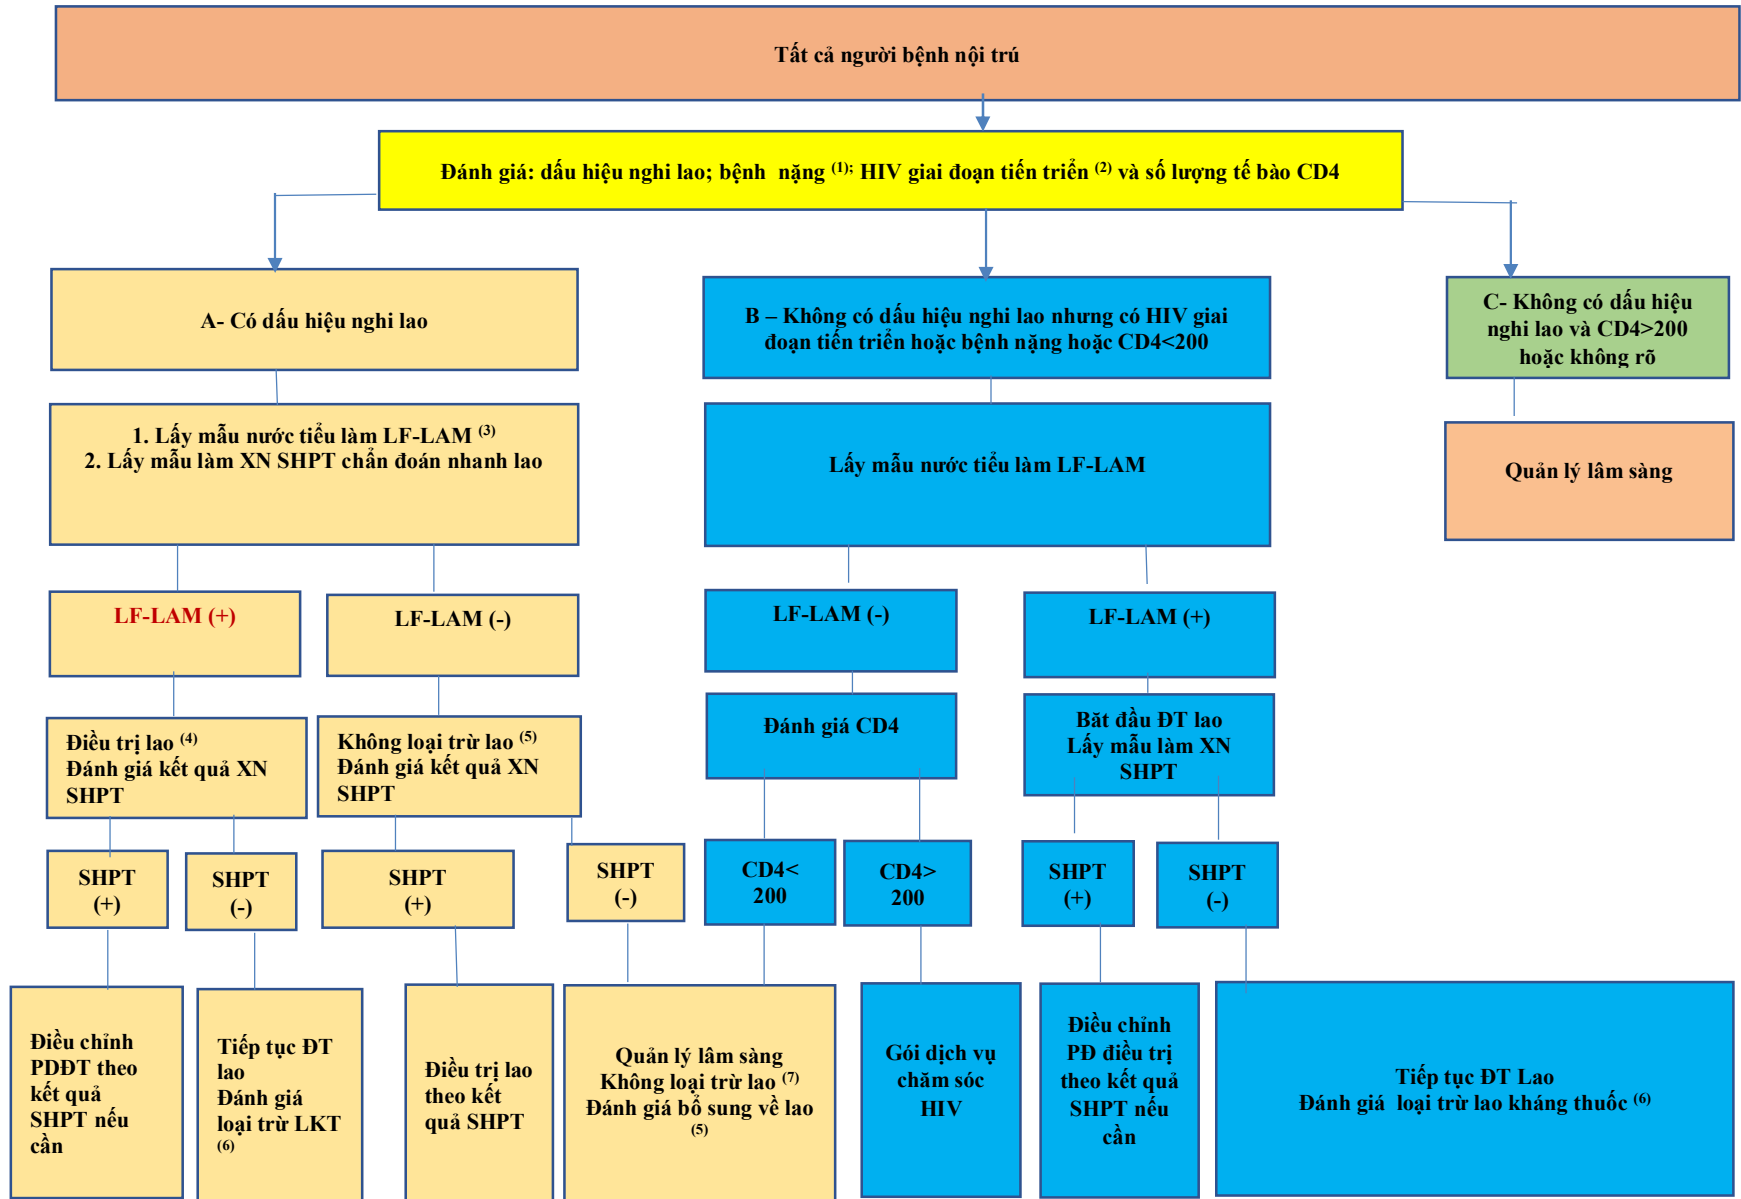 Tất cả người bệnh nội trú
Đánh giá: dấu hiệu nghi lao; bệnh nặng (1); HIV giai đoạn tiến triển (2) và số lượng tế bào CD4
A- Có dấu hiệu nghi lao
B – Không có dấu hiệu nghi lao nhưng có HIV giai
đoạn tiến triển hoặc bệnh nặng hoặc CD4<200
C- Không có dấu hiệu
nghi lao và CD4>200
hoặc không rõ
1. Lấy mẫu nước tiểu làm LF-LAM (3)
2. Lấy mẫu làm XN SHPT chẩn đoán nhanh lao
Lấy mẫu nước tiểu làm LF-LAM
Quản lý lâm sàng
LF-LAM (+)
LF-LAM (-)
LF-LAM (-)
LF-LAM (+)
Điều trị lao (4)
Đánh giá kết quả XN
SHPT
Không loại trừ lao (5)
Đánh giá kết quả XN
SHPT
Đánh giá CD4
Băt đầu ĐT lao
Lấy mẫu làm XN
SHPT
SHPT
(+)
SHPT
(-)
SHPT
(+)
SHPT
(-)
CD4<
200
CD4>
200
SHPT
(+)
SHPT
(-)
Điều chỉnh
PDĐT theo
kết quả
SHPT nếu
cần
Tiếp tục ĐT
lao
Đánh giá
loại trừ LKT
(6)
Điều trị lao
theo kết
quả SHPT
Quản lý lâm sàng
Không loại trừ lao (7)
Đánh giá bổ sung về lao
(5)
Gói dịch vụ
chăm sóc
HIV
Điều chỉnh
PĐ điều trị
theo kết quả
SHPT nếu
cần
Tiếp tục ĐT Lao
Đánh giá loại trừ lao kháng thuốc (6)